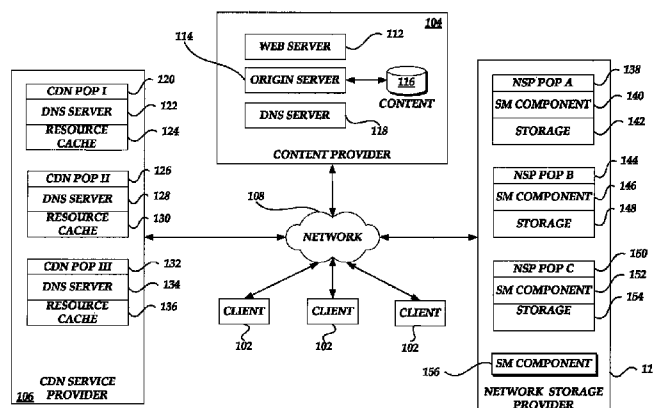 114
104
WEB SERVER
112
ORIGIN SERVER
116
CONTENT
DNS SERVER
118
CONTENT PROVIDER
CDN POP I
120
DNS SERVER
122
RESOURCE
CACHE
124
CDN POP II
126
DNS SERVER
128
RESOURCE
CACHE
130
CDN POP III
132
DNS SERVER
134
RESOURCE
CACHE
136
106
CDN SERVICE
PROVIDER
108
NETWORK
CLIENT
CLIENT
CLIENT
102
102
102
NSP POP A
138
SM COMPONENT
140
STORAGE
142
NSP POP B
144
SM COMPONENT
146
STORAGE
148
NSP POP C
150
SM COMPONENT
152
STORAGE
154
156
SM COMPONENT
11
NETWORK STORAGE
PROVIDER